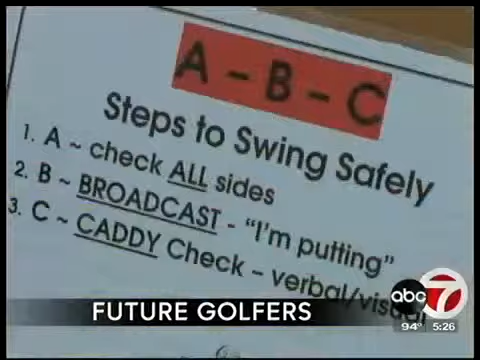 A - B - C
Steps to Swing Safely
1. A ~ check ALL sides
2. B ~ BROADCAST - "I'm putting"
3. C ~ CADDY Check - verbal/visual
FUTURE GOLFERS
abc 7
94° 5:26